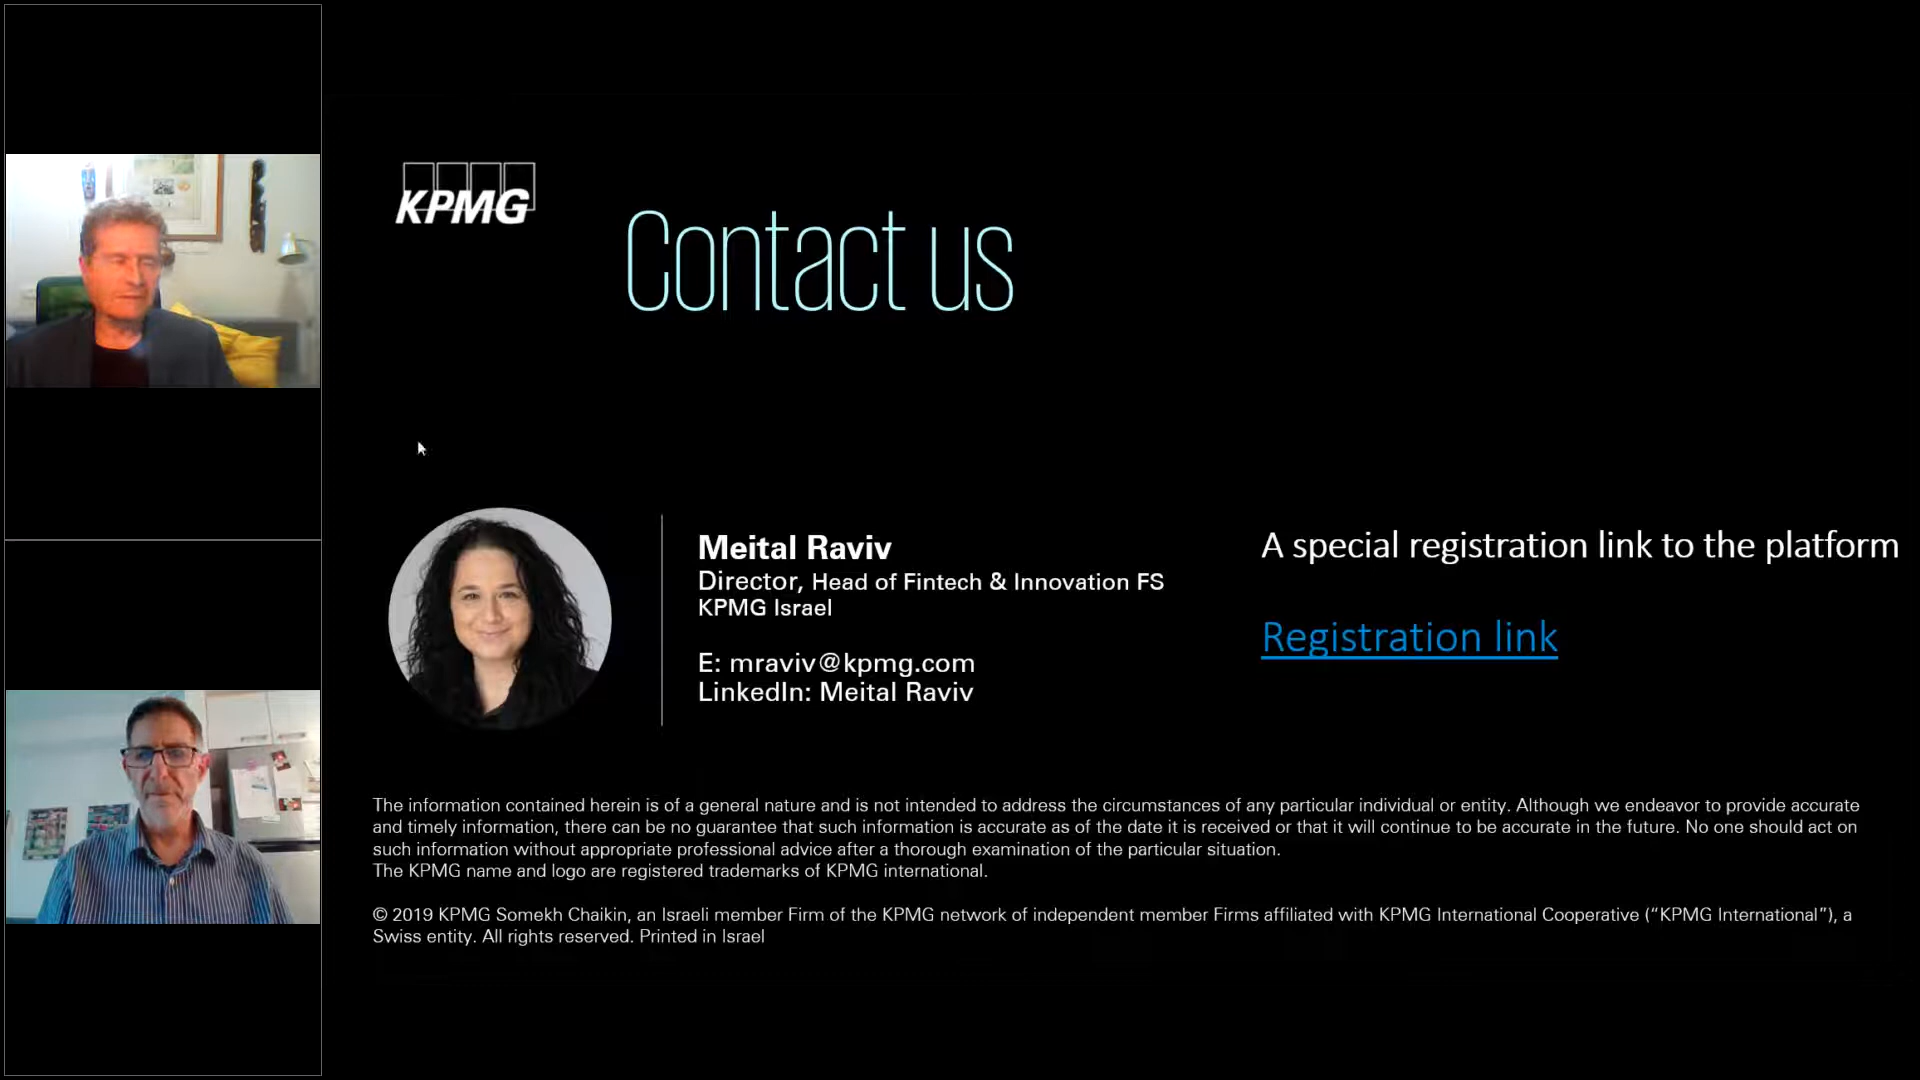 KPMG
Contact us
Meital Raviv
Director, Head of Fintech & Innovation FS
KPMG Israel
E: mraviv@kpmg.com
LinkedIn: Meital Raviv
A special registration link to the platform
Registration link
The information contained herein is of a general nature and is not intended to address the circumstances of any particular individual or entity. Although we endeavor to provide accurate
and timely information, there can be no guarantee that such information is accurate as of the date it is received or that it will continue to be accurate in the future. No one should act on
such information without appropriate professional advice after a thorough examination of the particular situation.
The KPMG name and logo are registered trademarks of KPMG international.
© 2019 KPMG Somekh Chaikin, an Israeli member Firm of the KPMG network of independent member Firms affiliated with KPMG International Cooperative (“KPMG International”), a
Swiss entity. All rights reserved. Printed in Israel